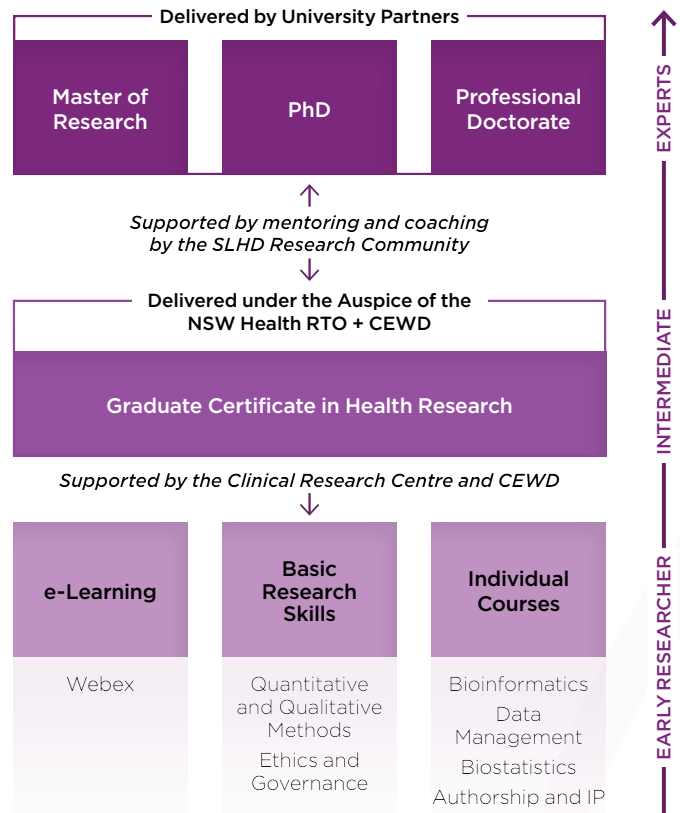 Delivered by University Partners
Master of
Research
PhD
Professional
Doctorate
Supported by mentoring and coaching
by the SLHD Research Community
Delivered under the Auspice of the
NSW Health RTO + CEWD
Graduate Certificate in Health Research
Supported by the Clinical Research Centre and CEWD
e-Learning
Webex
Basic
Research
Skills
Quantitative
and Qualitative
Methods
Ethics and
Governance
Individual
Courses
Bioinformatics
Data
Management
Biostatistics
Authorship and IP
EXPERTS
INTERMEDIATE
EARLY RESEARCHER